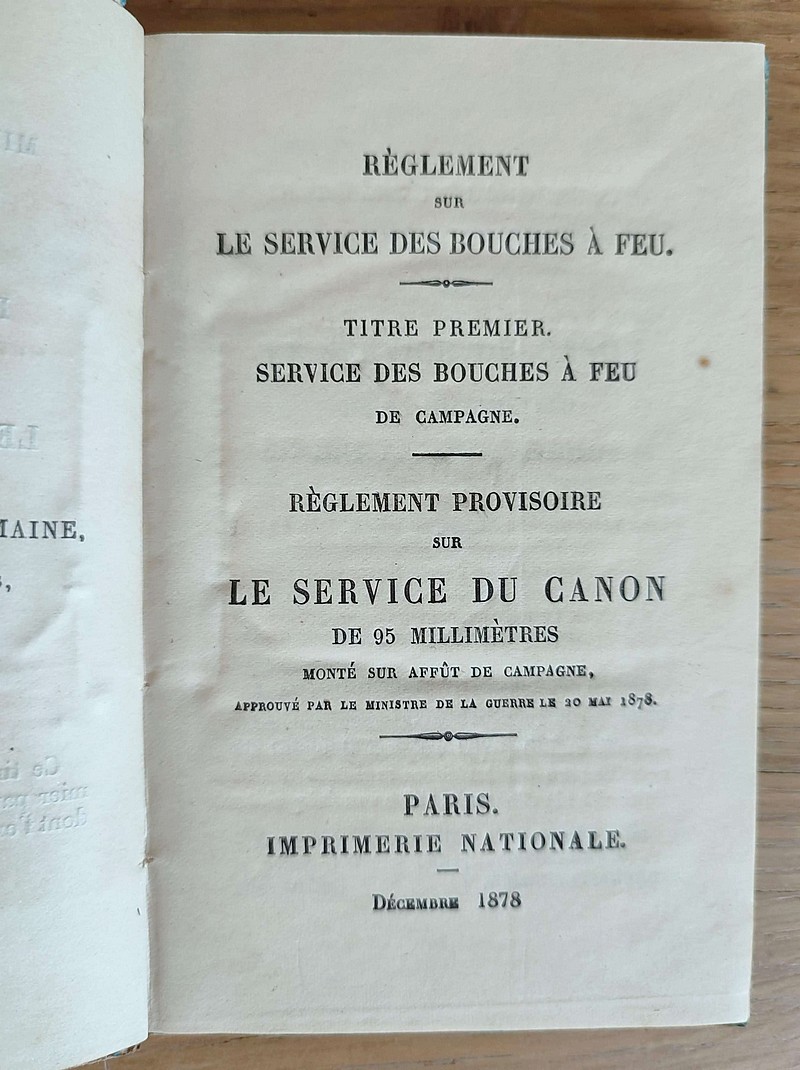 MAINE,
RÈGLEMENT
SUR
LE SERVICE DES BOUCHES À FEU.
TITRE PREMIER.
SERVICE DES BOUCHES À FEU
DE CAMPAGNE.
RÈGLEMENT PROVISOIRE
SUR
LE SERVICE DU CANON
DE 95 MILLIMÈTRES
MONTÉ SUR AFFÛT DE CAMPAGNE,
APPROUVÉ PAR LE MINISTRE DE LA GUERRE LE 20 MAI 1878.
PARIS.
IMPRIMERIE NATIONALE.
DÉCEMBRE 1878